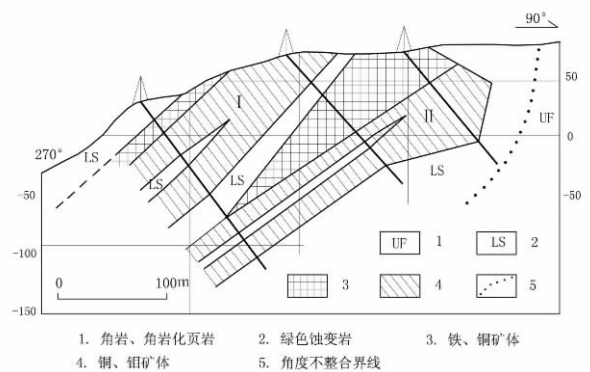 90°
270°
I
II
LS
LS
LS
LS
UF
50
0
-50
50
0
-50
-100
-150
0 100m
UF 1
LS 2
3
4
5
1. 角岩、角岩化页岩 2. 绿色蚀变岩 3. 铁、铜矿体
4. 铜、钼矿体 5. 角度不整合界线